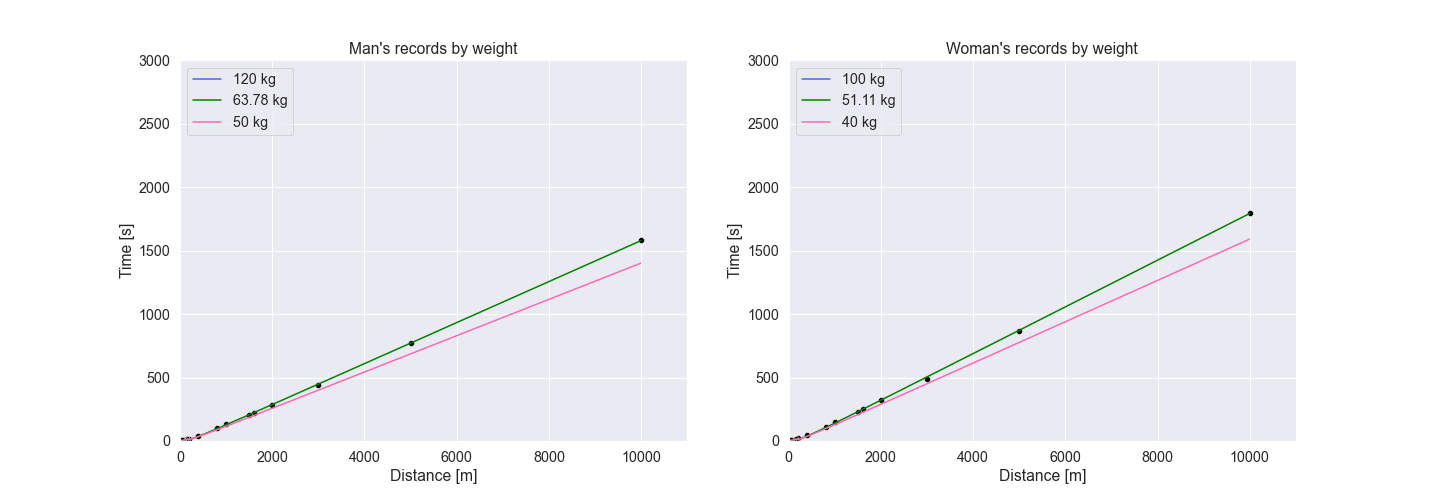 Man's records by weight
3000
2500
2000
1500
1000
500
0
120 kg
63.78 kg
50 kg
Time [s]
0 2000 4000 6000 8000 10000
Distance [m]
Woman's records by weight
3000
2500
2000
1500
1000
500
0
100 kg
51.11 kg
40 kg
Time [s]
0 2000 4000 6000 8000 10000
Distance [m]